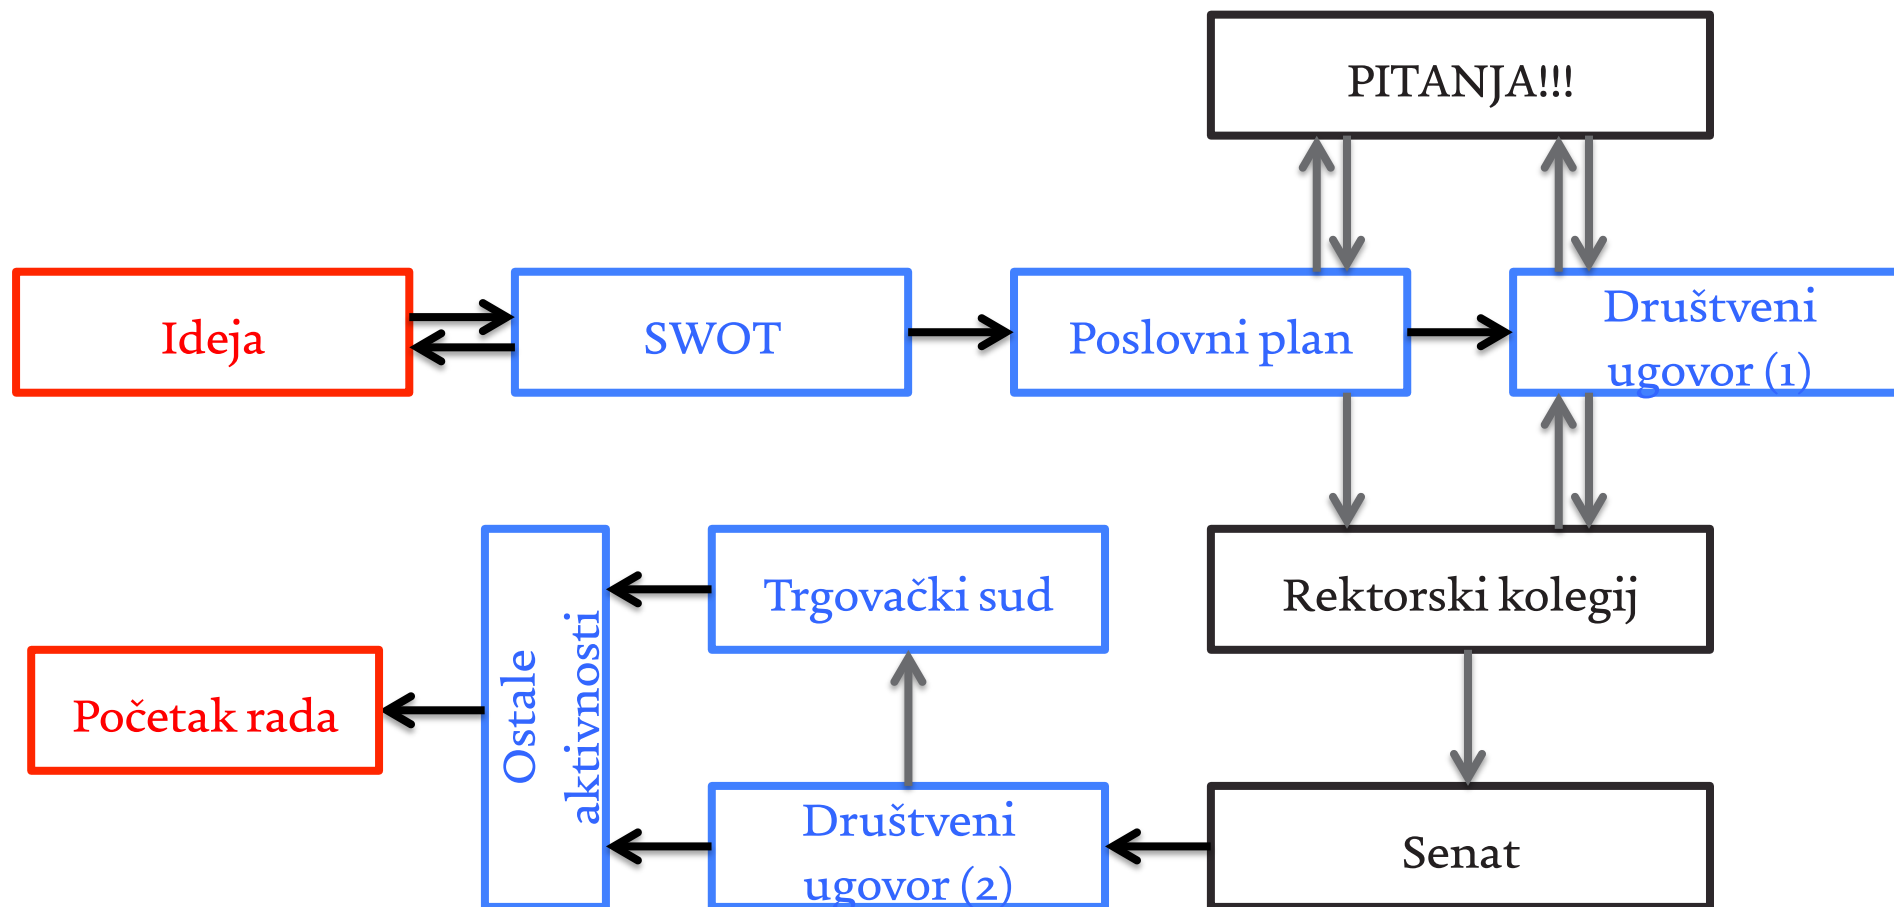 PITANJA!!!
Ideja
SWOT
Poslovni plan
Društveni
ugovor (1)
Ostale
aktivnosti
Trgovački sud
Rektorski kolegij
Početak rada
Društveni
ugovor (2)
Senat